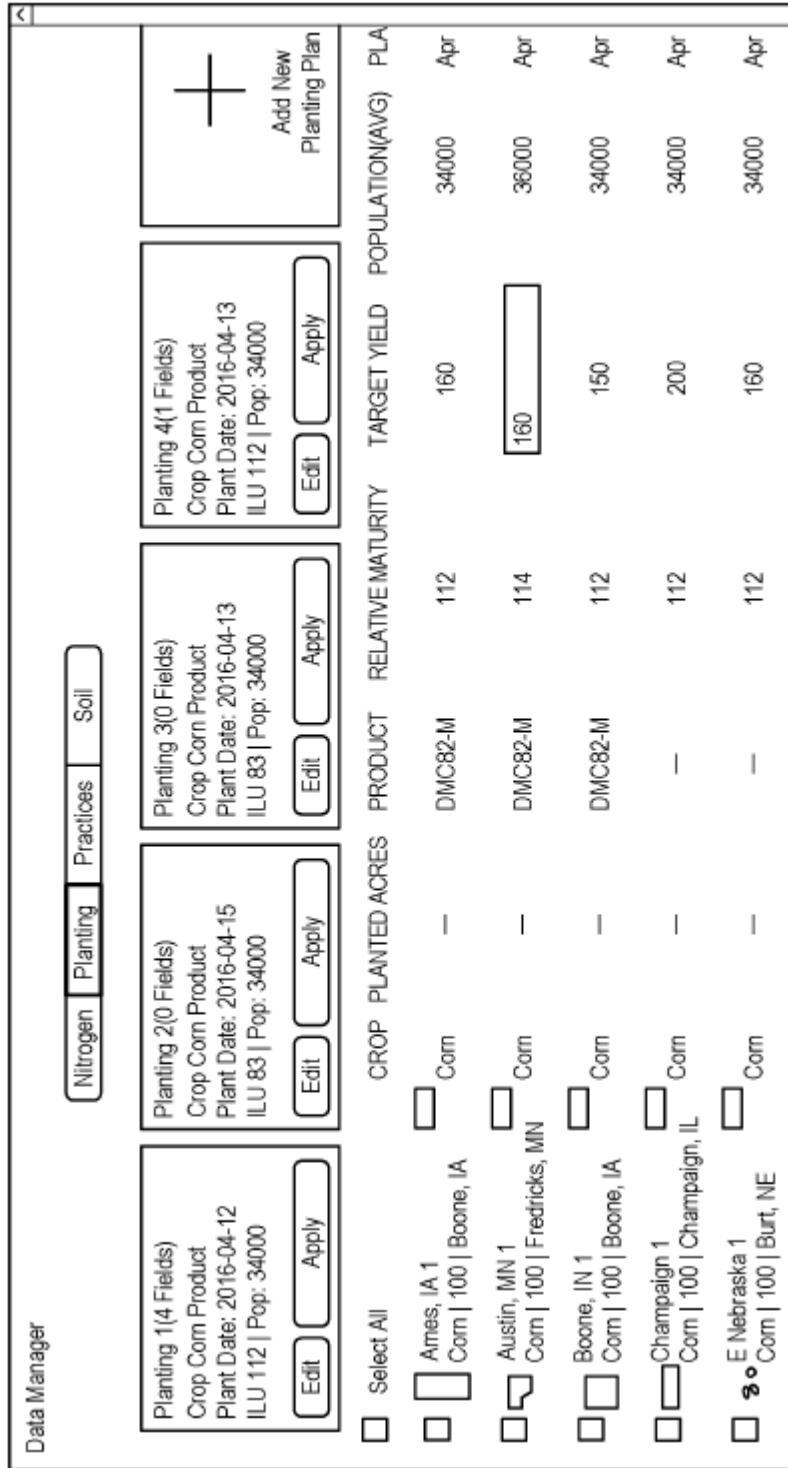 Data Manager
Nitrogen Planting Practices Soil
Planting 1(4 Fields)
Crop Corn Product
Plant Date: 2016-04-12
ILU 112 | Pop: 34000
Edit Apply
Planting 2(0 Fields)
Crop Corn Product
Plant Date: 2016-04-15
ILU 83 | Pop: 34000
Edit Apply
Planting 3(0 Fields)
Crop Corn Product
Plant Date: 2016-04-13
ILU 83 | Pop: 34000
Edit Apply
Planting 4(1 Fields)
Crop Corn Product
Plant Date: 2016-04-13
ILU 112 | Pop: 34000
Edit Apply
Add New
Planting Plan
Select All CROP PLANTED ACRES PRODUCT RELATIVE MATURITY TARGET YIELD POPULATION(AVG) PLA
Ames, IA 1
Corn | 100 | Boone, IA Corn — DMC82-M 112 160 34000 Apr
Austin, MN 1
Corn | 100 | Fredricks, MN Corn — DMC82-M 114 160 36000 Apr
Boone, IN 1
Corn | 100 | Boone, IA Corn — DMC82-M 112 150 34000 Apr
Champaign 1
Corn | 100 | Champaign, IL Corn — — 112 200 34000 Apr
E Nebraska 1
Corn | 100 | Burt, NE Corn — — 112 160 34000 Apr